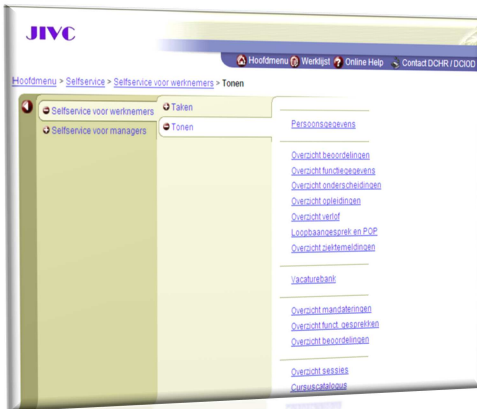 JIVC
Hoofdmenu Werklijst Online Help Contact DCHR / DCIOD
Hoofdmenu > Selfservice > Selfservice voor werknemers > Tonen
Selfservice voor werknemers
Selfservice voor managers
Taken
Tonen
Persoonsgegevens
Overzicht beoordelingen
Overzicht functiegegevens
Overzicht onderscheidingen
Overzicht opleidingen
Overzicht verlof
Loopbaangesprek en POP
Overzicht ziektemeldingen
Vacaturebank
Overzicht mandateringen
Overzicht funct. gesprekken
Overzicht beoordelingen
Overzicht sessies
Cursuscatalogus